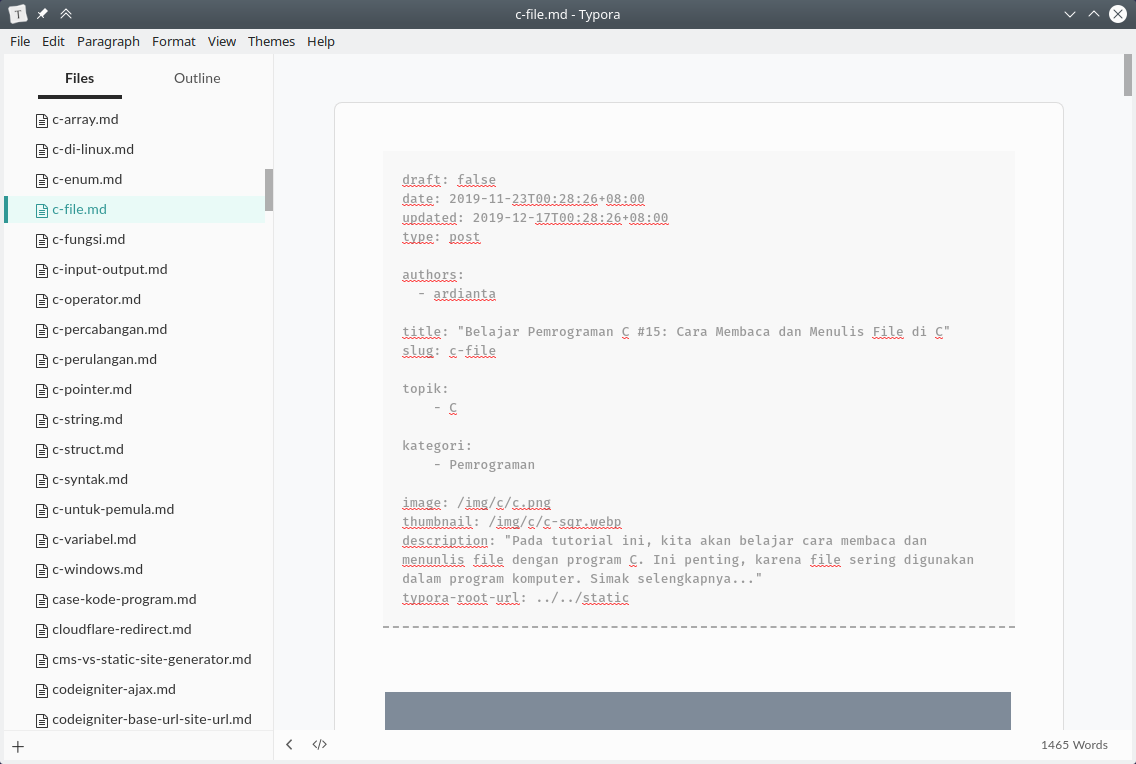 T
c-file.md - Typora
File Edit Paragraph Format View Themes Help
Files Outline
c-array.md
c-di-linux.md
c-enum.md
c-file.md
c-fungsi.md
c-input-output.md
c-operator.md
c-percabangan.md
c-perulangan.md
c-pointer.md
c-string.md
c-struct.md
c-syntak.md
c-untuk-pemula.md
c-variabel.md
c-windows.md
case-kode-program.md
cloudflare-redirect.md
cms-vs-static-site-generator.md
codeigniter-ajax.md
codeigniter-base-url-site-url.md
draft: false
date: 2019-11-23T00:28:26+08:00
updated: 2019-12-17T00:28:26+08:00
type: post
authors:
- ardianta
title: "Belajar Pemrograman C #15: Cara Membaca dan Menulis File di C"
slug: c-file
topik:
- C
kategori:
- Pemrograman
image: /img/c/c.png
thumbnail: /img/c/c-sqr.webp
description: "Pada tutorial ini, kita akan belajar cara membaca dan
menunlis file dengan program C. Ini penting, karena file sering digunakan
dalam program komputer. Simak selengkapnya..."
typora-root-url: ../../static
1465 Words